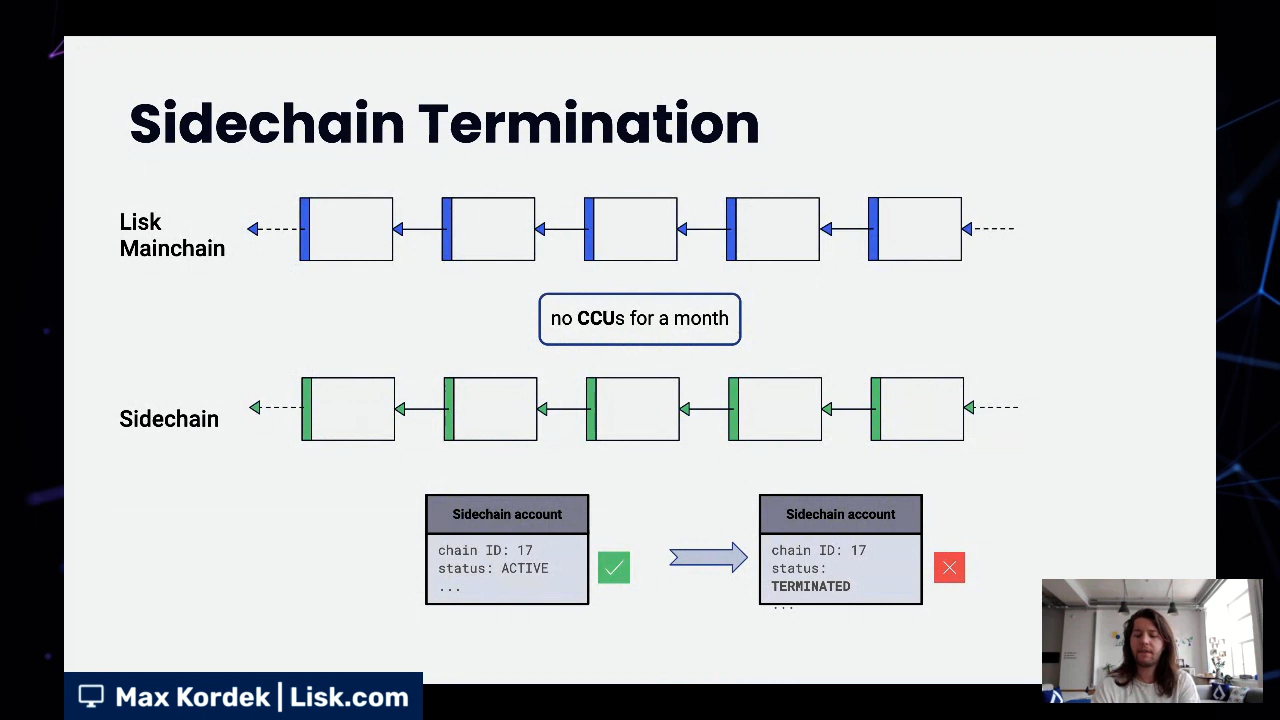 Sidechain Termination
Lisk
Mainchain
no CCUs for a month
Sidechain
Sidechain account
chain ID: 17
status: ACTIVE
...
Sidechain account
chain ID: 17
status:
TERMINATED
...
Max Kordek | Lisk.com